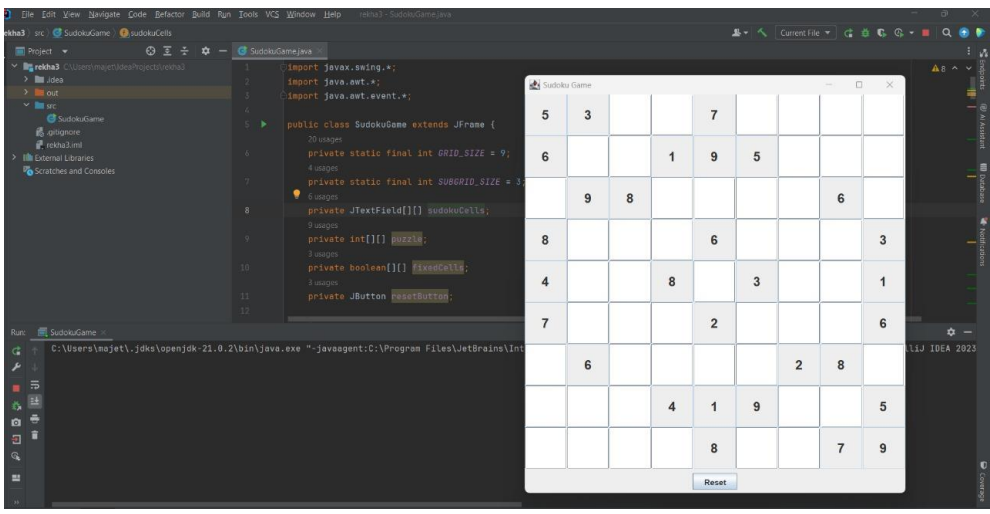 File Edit View Navigate Code Refactor Build Run Tools VCS Window Help rekha3 - SudokuGame.java
ekha3 src SudokuGame sudokuCells Current File
Project SudokuGame.java
rekha3 C:\Users\majet\IdeaProjects\rekha3
.idea
out
src
SudokuGame
.gitignore
rekha3.iml
External Libraries
Scratches and Consoles
1 import javax.swing.*;
2 import java.awt.*;
3 import java.awt.event.*;
4
5 public class SudokuGame extends JFrame {
20 usages
6 private static final int GRID_SIZE = 9;
4 usages
7 private static final int SUBGRID_SIZE = 3;
6 usages
8 private JTextField[][] sudokuCells;
9 usages
9 private int[][] puzzle;
3 usages
10 private boolean[][] fixedCells;
3 usages
11 private JButton resetButton;
12
8
Endpoints
AI Assistant
Database
Notifications
Coverage
Run: SudokuGame
C:\Users\majet\.jdks\openjdk-21.0.2\bin\java.exe "-javaagent:C:\Program Files\JetBrains\Int
lliJ IDEA 2023
Sudoku Game
5 3 7
6 1 9 5
9 8 6
8 6 3
4 8 3 1
7 2 6
6 2 8
4 1 9 5
8 7 9
Reset